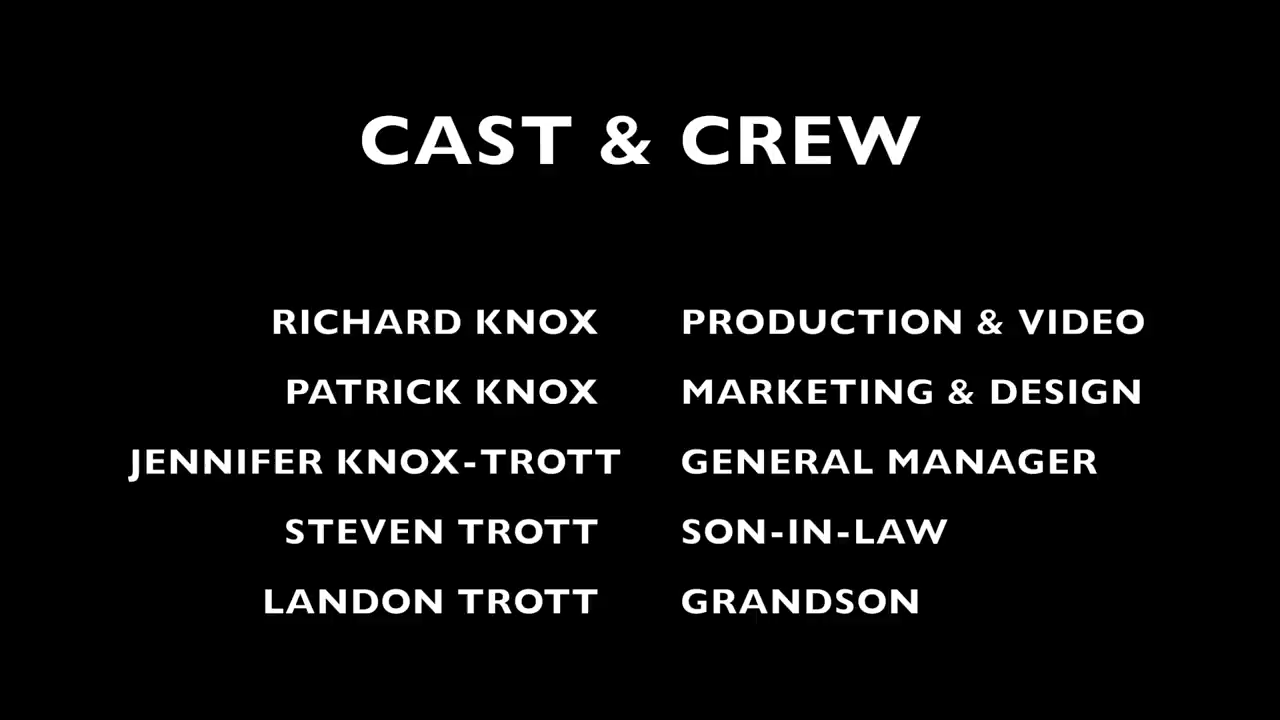 CAST & CREW
RICHARD KNOX PRODUCTION & VIDEO
PATRICK KNOX MARKETING & DESIGN
JENNIFER KNOX-TROTT GENERAL MANAGER
STEVEN TROTT SON-IN-LAW
LANDON TROTT GRANDSON